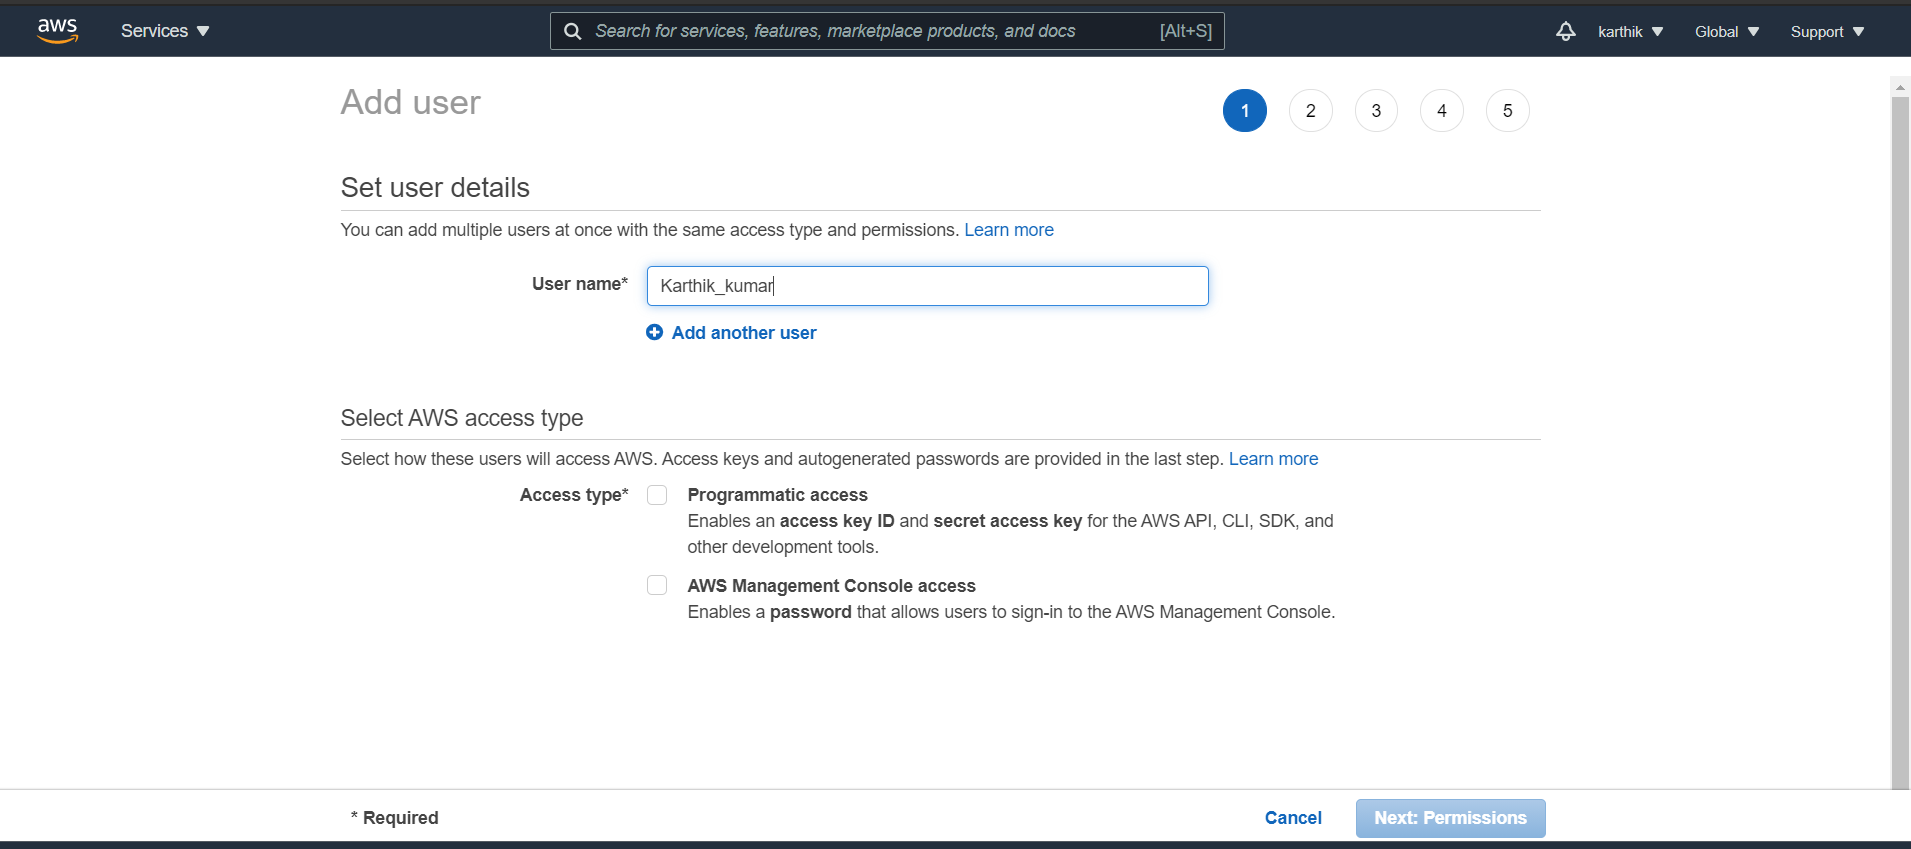 aws Services Search for services, features, marketplace products, and docs [Alt+S] karthik Global Support
Add user 1 2 3 4 5
Set user details
You can add multiple users at once with the same access type and permissions. Learn more
User name* Karthik_kumar
Add another user
Select AWS access type
Select how these users will access AWS. Access keys and autogenerated passwords are provided in the last step. Learn more
Access type* Programmatic access
Enables an access key ID and secret access key for the AWS API, CLI, SDK, and
other development tools.
AWS Management Console access
Enables a password that allows users to sign-in to the AWS Management Console.
* Required Cancel Next: Permissions